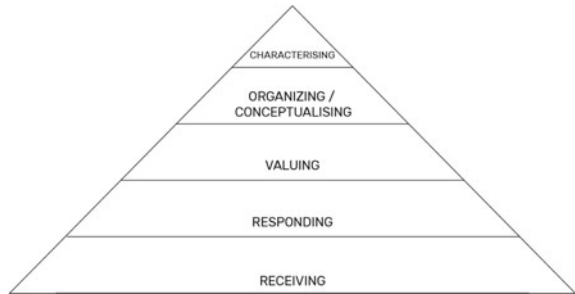 CHARACTERISING
ORGANIZING /
CONCEPTUALISING
VALUING
RESPONDING
RECEIVING